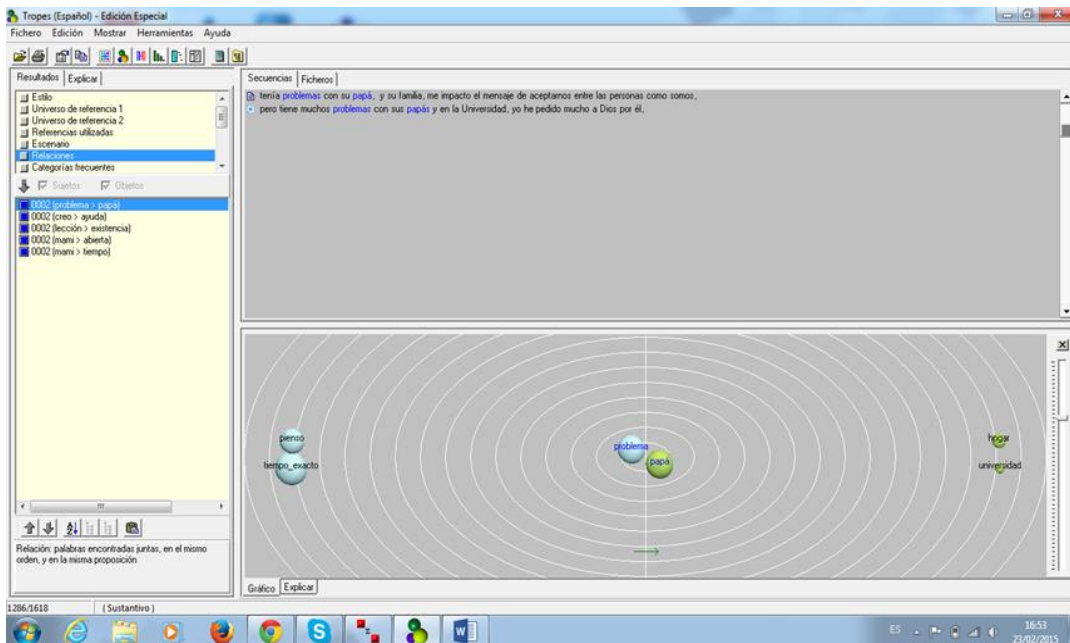 Tropes (Español) - Edición Especial
Fichero Edición Mostrar Herramientas Ayuda
Resultados Explicar
Estilo
Universo de referencia 1
Universo de referencia 2
Referencias utilizadas
Escenario
Relaciones
Categorías frecuentes
Sujetos Objetos
0002 (problema > papá)
0002 (creo > ayuda)
0002 (lección > existencia)
0002 (mami > abierta)
0002 (mami > tiempo)
Relación: palabras encontradas juntas, en el mismo
orden, y en la misma proposición
Secuencias Ficheros
tenía problemas con su papá, y su familia, me impacto el mensaje de aceptarnos entre las personas como somos,
pero tiene muchos problemas con sus papás y en la Universidad, yo he pedido mucho a Dios por él,
pienso
tiempo_exacto
problema
papá
hogar
universidad
Gráfico Explicar
1286/1618 (Sustantivo)
ES
16:53
23/02/2015